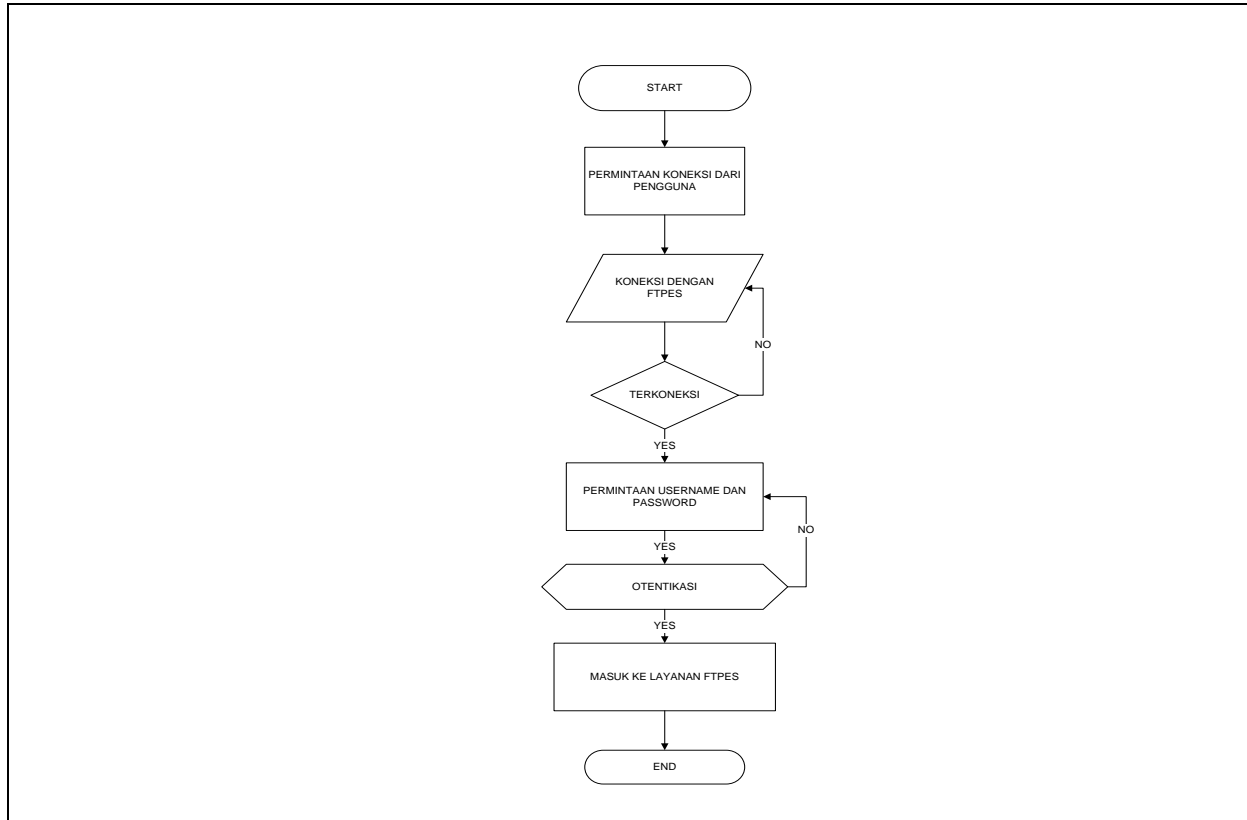 START
PERMINTAAN KONEKSI DARI
PENGGUNA
KONEKSI DENGAN
FTPES
NO
TERKONEKSI
YES
PERMINTAAN USERNAME DAN
PASSWORD
NO
YES
OTENTIKASI
YES
MASUK KE LAYANAN FTPES
END